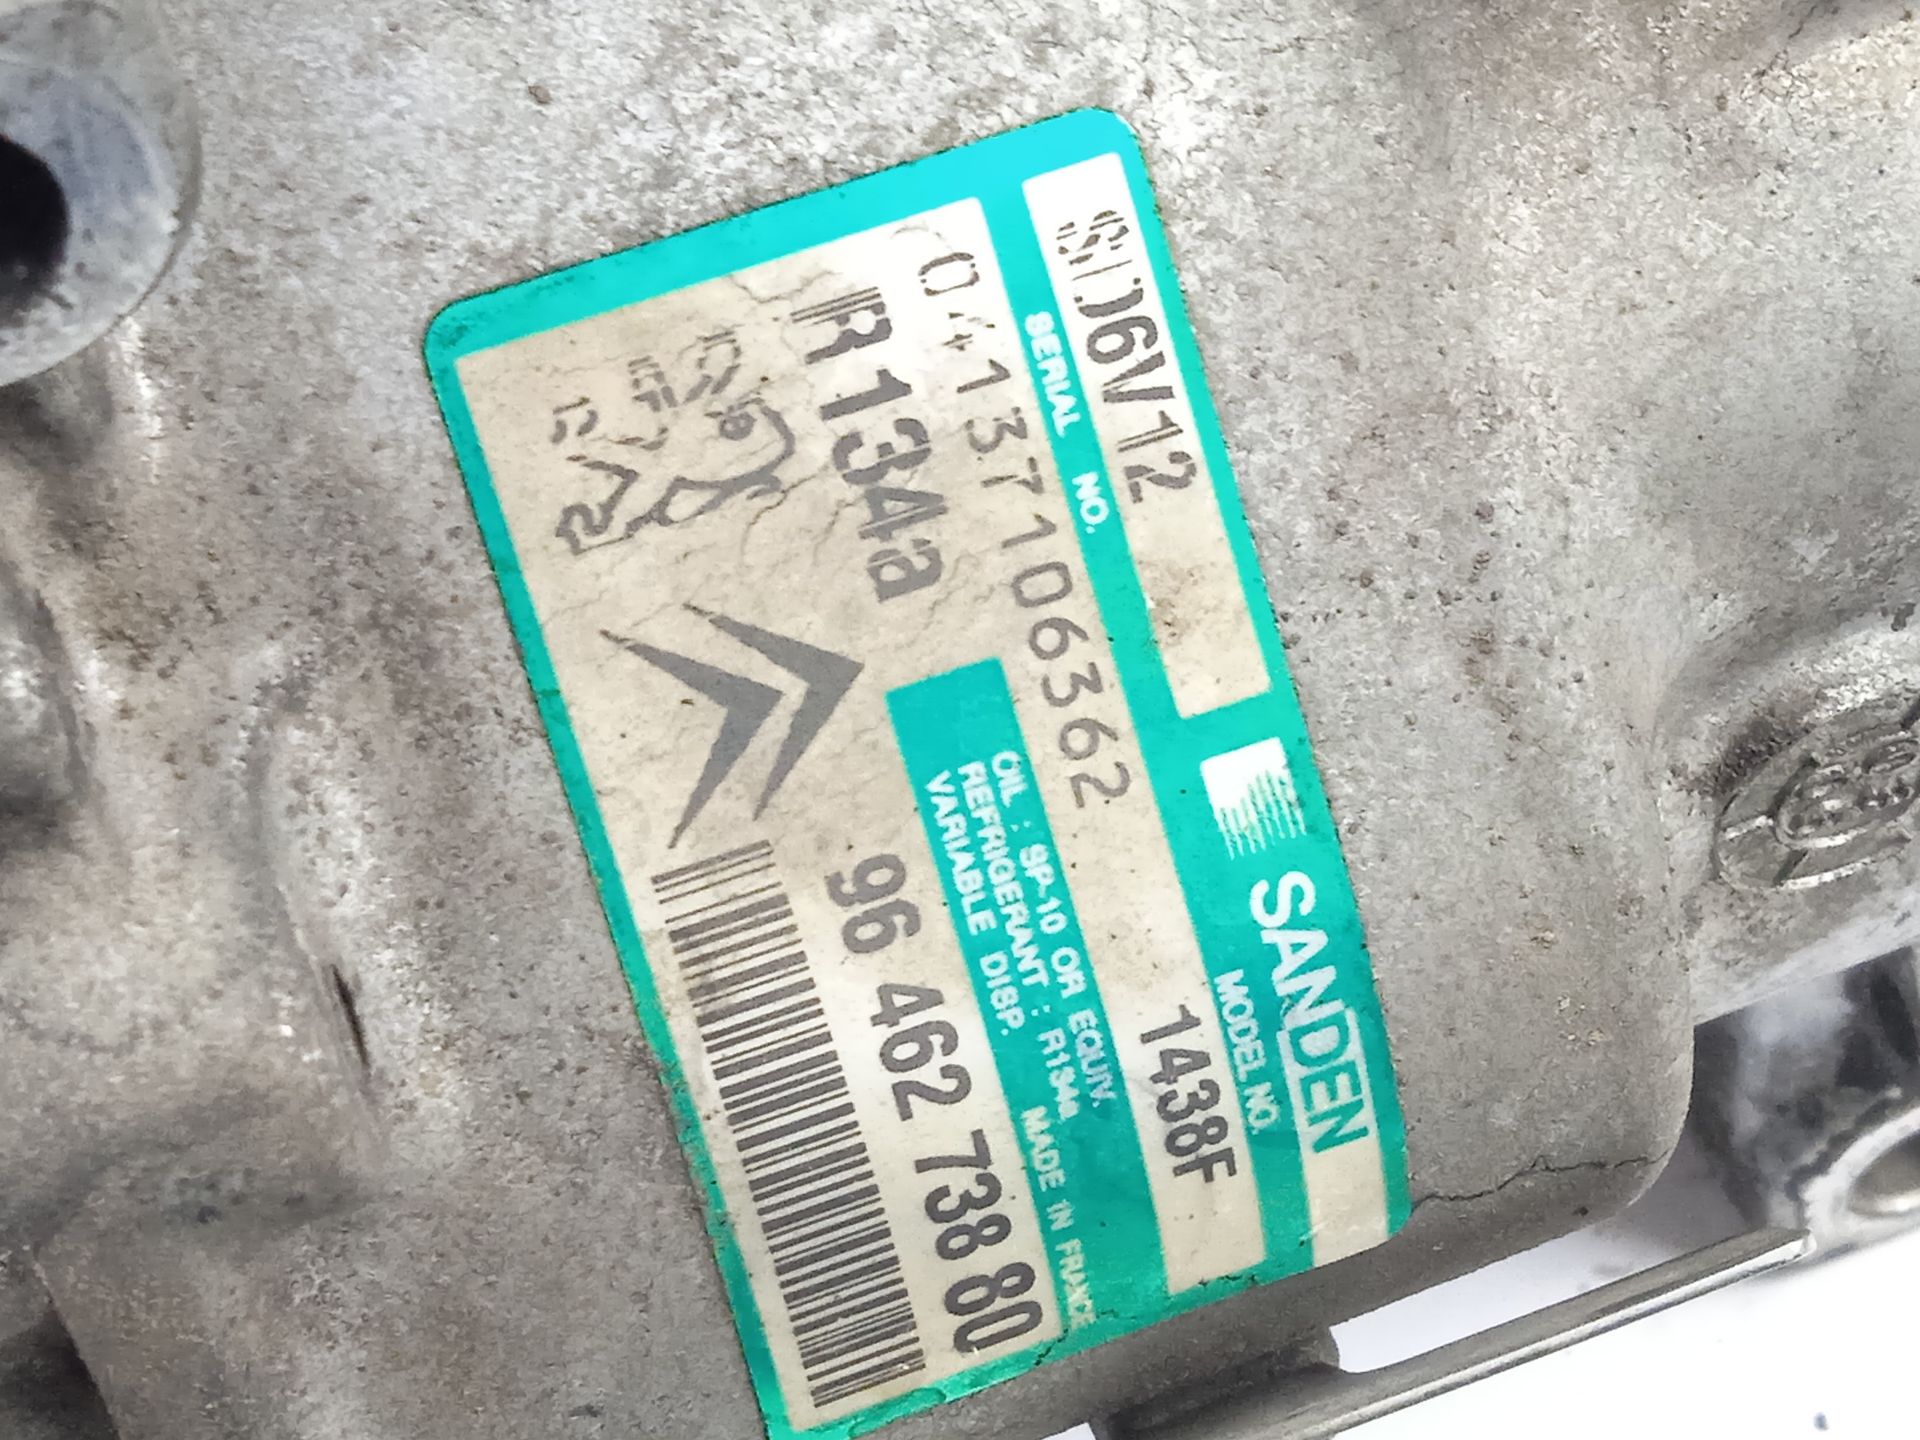 SANDEN
SD6V12
MODEL NO.
1438F
SERIAL NO.
04137106362
OIL : SP-10 OR EQUIV.
REFRIGERANT : R134a
VARIABLE DISP. MADE IN FRANCE
R134a
96 462 738 80